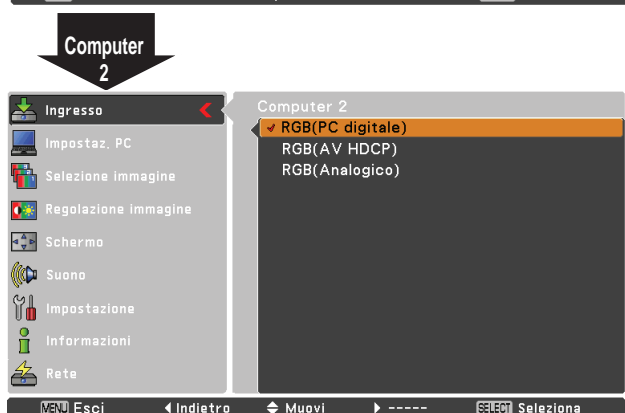 Computer
2
Ingresso
Computer 2
RGB(PC digitale)
RGB(AV HDCP)
RGB(Analogico)
Impostaz. PC
Selezione immagine
Regolazione immagine
Schermo
Suono
Impostazione
Informazioni
Rete
MENU Esci Indietro Muovi ----- SELECT Seleziona